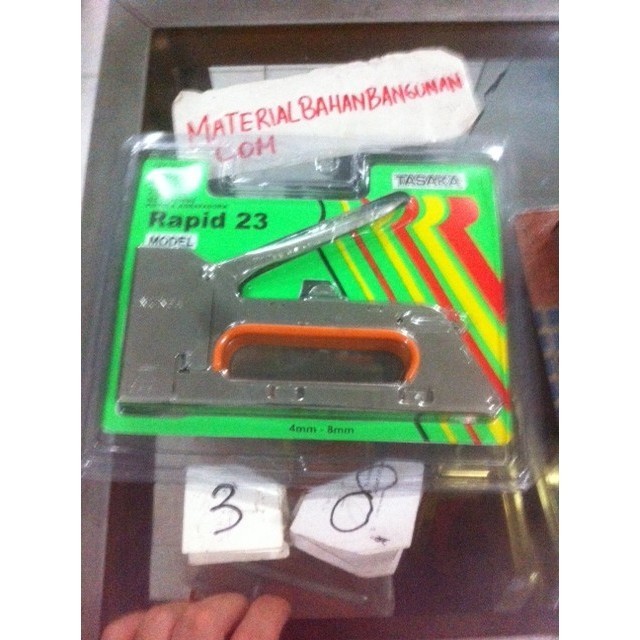 MATERIALBAHANBANGUNAN
COM
TASAKA
Rapid 23
MODEL
4mm - 8mm
3
8